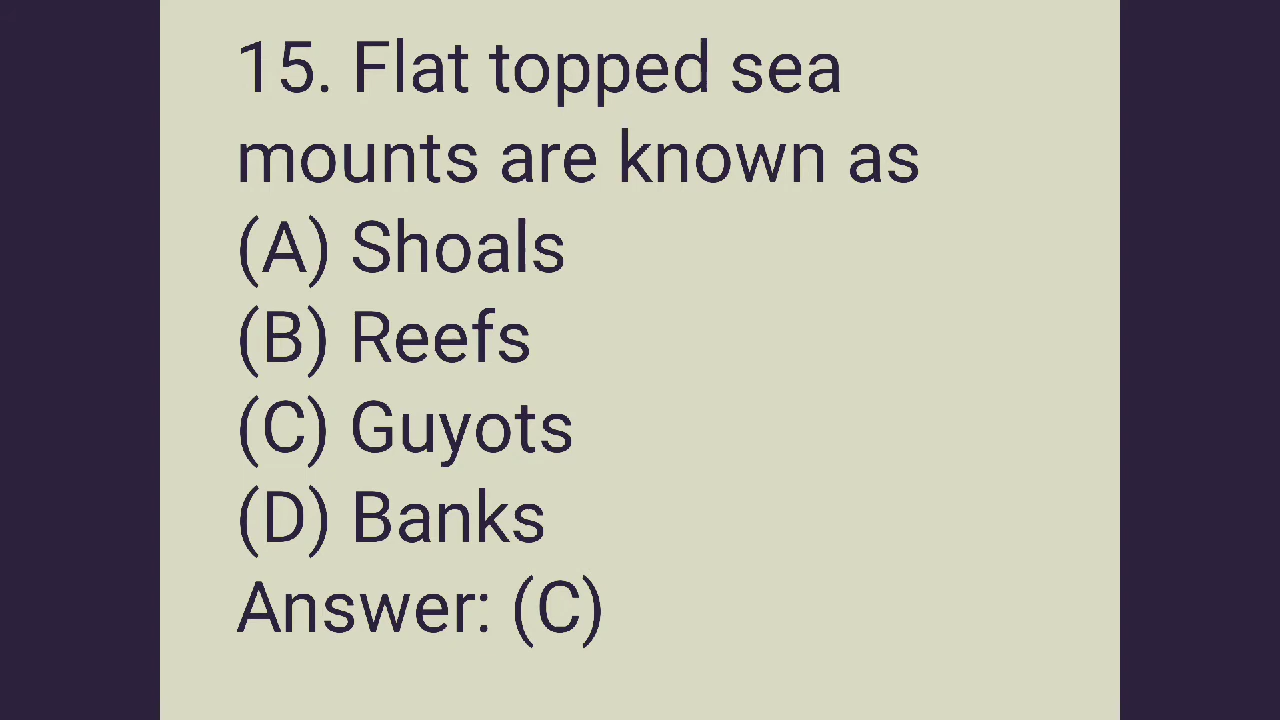 15. Flat topped sea
mounts are known as
(A) Shoals
(B) Reefs
(C) Guyots
(D) Banks
Answer: (C)